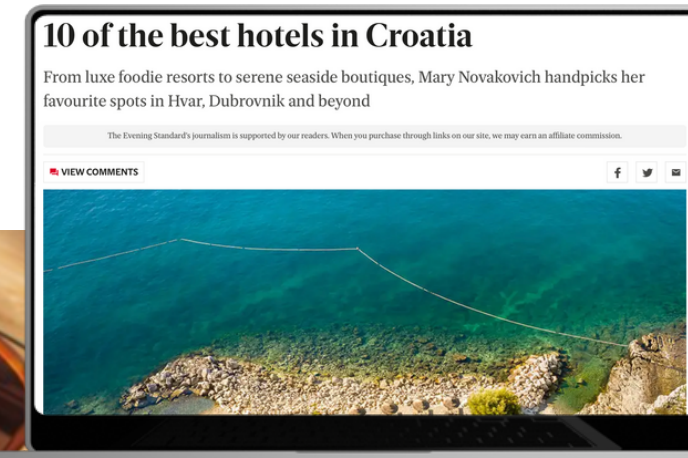 10 of the best hotels in Croatia
From luxe foodie resorts to serene seaside boutiques, Mary Novakovich handpicks her
favourite spots in Hvar, Dubrovnik and beyond
The Evening Standard's journalism is supported by our readers. When you purchase through links on our site, we may earn an affiliate commission.
VIEW COMMENTS